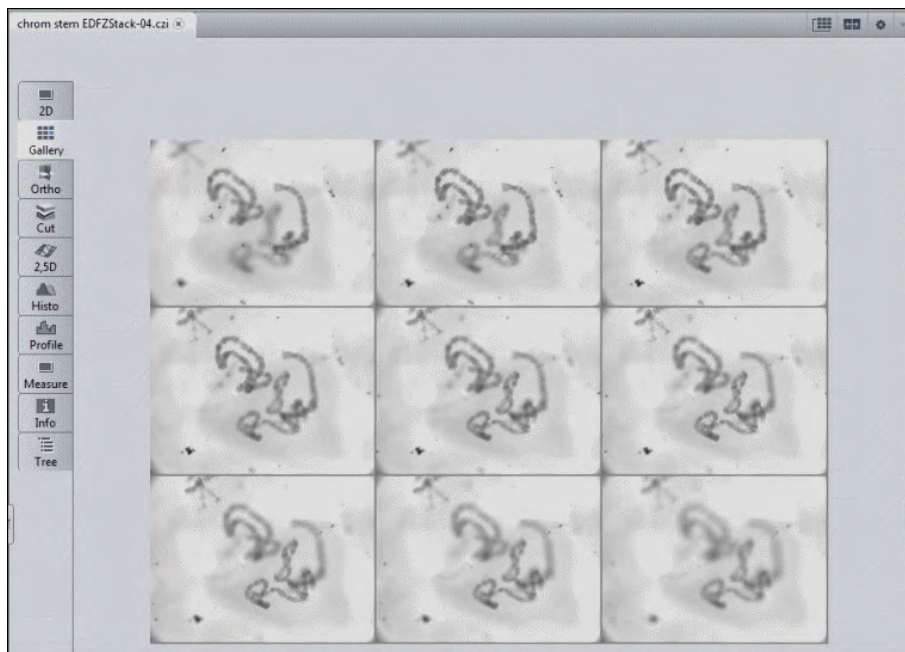 chrom stem EDFZStack-04.czi
2D
Gallery
Ortho
Cut
2,5D
Histo
Profile
Measure
Info
Tree